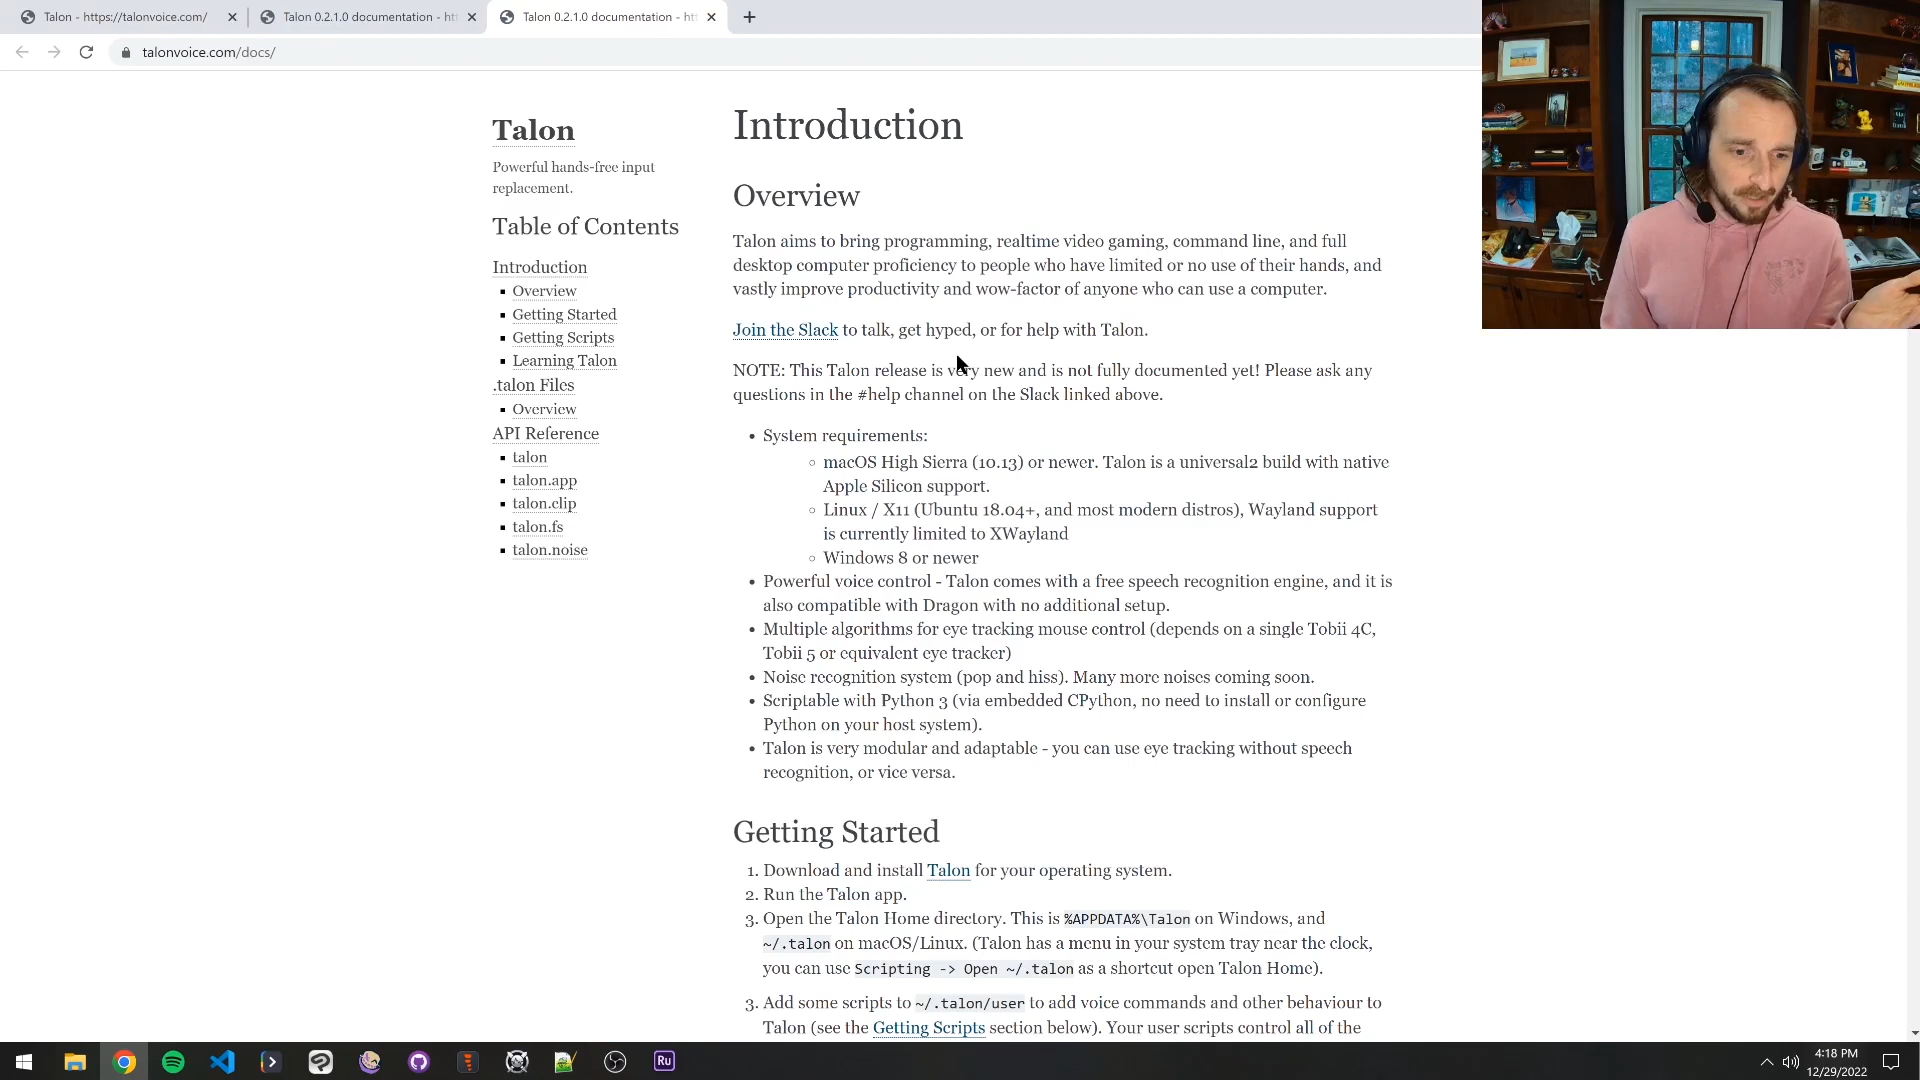 Talon - https://talonvoice.com/
Talon 0.2.1.0 documentation - htt
Talon 0.2.1.0 documentation - htt
talonvoice.com/docs/
Talon
Powerful hands-free input
replacement.
Table of Contents
Introduction
Overview
Getting Started
Getting Scripts
Learning Talon
.talon Files
Overview
API Reference
talon
talon.app
talon.clip
talon.fs
talon.noise
Introduction
Overview
Talon aims to bring programming, realtime video gaming, command line, and full
desktop computer proficiency to people who have limited or no use of their hands, and
vastly improve productivity and wow-factor of anyone who can use a computer.
Join the Slack to talk, get hyped, or for help with Talon.
NOTE: This Talon release is very new and is not fully documented yet! Please ask any
questions in the #help channel on the Slack linked above.
• System requirements:
◦ macOS High Sierra (10.13) or newer. Talon is a universal2 build with native
Apple Silicon support.
◦ Linux / X11 (Ubuntu 18.04+, and most modern distros), Wayland support
is currently limited to XWayland
◦ Windows 8 or newer
• Powerful voice control - Talon comes with a free speech recognition engine, and it is
also compatible with Dragon with no additional setup.
• Multiple algorithms for eye tracking mouse control (depends on a single Tobii 4C,
Tobii 5 or equivalent eye tracker)
• Noise recognition system (pop and hiss). Many more noises coming soon.
• Scriptable with Python 3 (via embedded CPython, no need to install or configure
Python on your host system).
• Talon is very modular and adaptable - you can use eye tracking without speech
recognition, or vice versa.
Getting Started
1. Download and install Talon for your operating system.
2. Run the Talon app.
3. Open the Talon Home directory. This is %APPDATA%\Talon on Windows, and
~/.talon on macOS/Linux. (Talon has a menu in your system tray near the clock,
you can use Scripting -> Open ~/.talon as a shortcut open Talon Home).
3. Add some scripts to ~/.talon/user to add voice commands and other behaviour to
Talon (see the Getting Scripts section below). Your user scripts control all of the
Ru
4:18 PM
12/29/2022